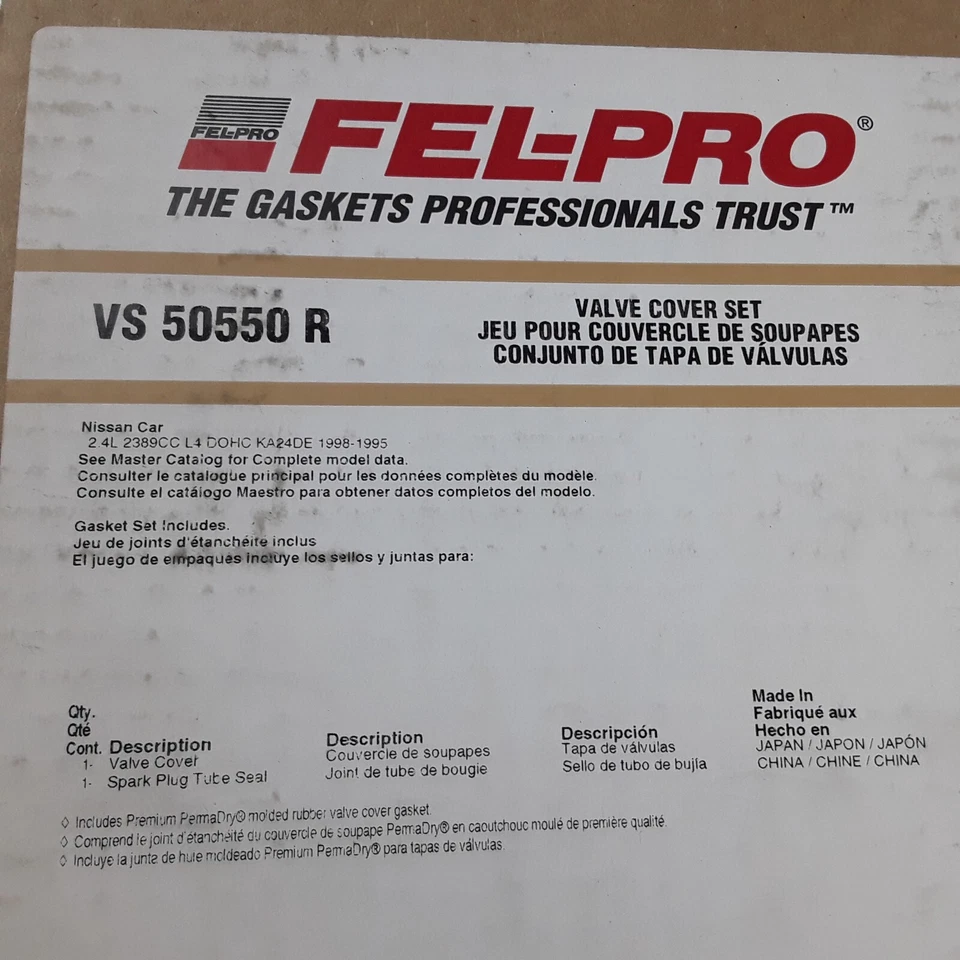 FEL-PRO
FEL-PRO®
THE GASKETS PROFESSIONALS TRUST™
VS 50550 R
VALVE COVER SET
JEU POUR COUVERCLE DE SOUPAPES
CONJUNTO DE TAPA DE VÁLVULAS
Nissan Car
2.4L 2389CC L4 DOHC KA24DE 1998-1995
See Master Catalog for Complete model data.
Consulter le catalogue principal pour les données complètes du modèle.
Consulte el catálogo Maestro para obtener datos completos del modelo.
Gasket Set Includes.
Jeu de joints d'étanchéité inclus
El juego de empaques incluye los sellos y juntas para:
Qty.
Qté
Cont. Description Description Descripción
Made In
Fabriqué aux
Hecho en
1- Valve Cover Couvercle de soupapes Tapa de válvulas JAPAN / JAPON / JAPÓN
1- Spark Plug Tube Seal Joint de tube de bougie Sello de tubo de bujía CHINA / CHINE / CHINA
◊ Includes Premium PermaDry® molded rubber valve cover gasket.
◊ Comprend le joint d'étanchéité du couvercle de soupape PermaDry® en caoutchouc moulé de première qualité.
◊ Incluye la junta de hule moldeado Premium PermaDry® para tapas de válvulas.